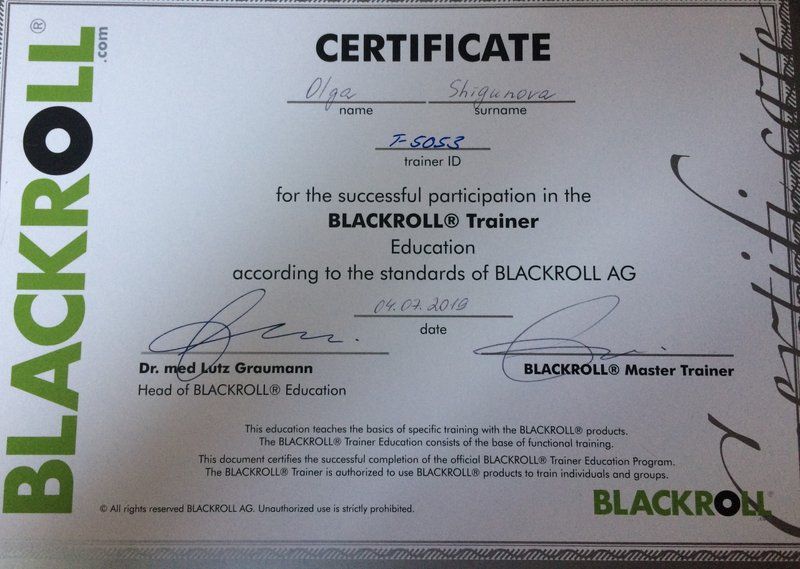 BLACKROLL®.com
CERTIFICATE
Olga Shigunova
name surname
T-5053
trainer ID
for the successful participation in the
BLACKROLL® Trainer
Education
according to the standards of BLACKROLL AG
04.07.2019
date
Dr. med Lutz Graumann BLACKROLL® Master Trainer
Head of BLACKROLL® Education
This education teaches the basics of specific training with the BLACKROLL® products.
The BLACKROLL® Trainer Education consists of the base of functional training.
This document certifies the successful completion of the official BLACKROLL® Trainer Education Program.
The BLACKROLL® Trainer is authorized to use BLACKROLL® products to train individuals and groups.
© All rights reserved BLACKROLL AG. Unauthorized use is strictly prohibited.
BLACKROLL®
Certificate